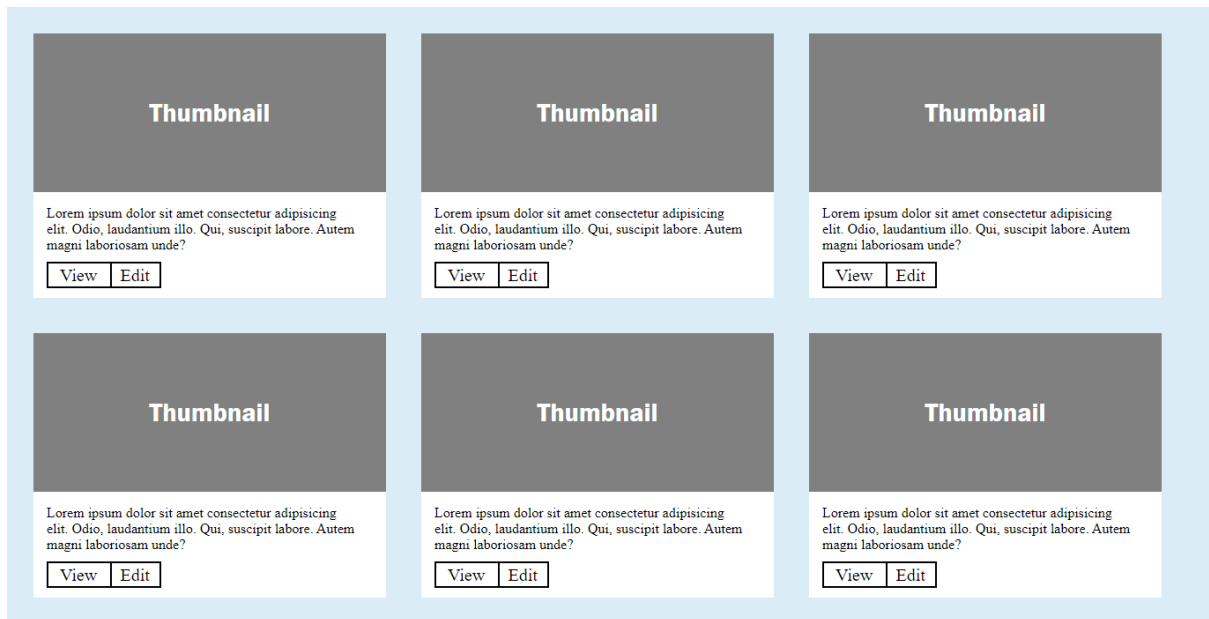 Thumbnail
Lorem ipsum dolor sit amet consectetur adipisicing
elit. Odio, laudantium illo. Qui, suscipit labore. Autem
magni laboriosam unde?
View Edit
Thumbnail
Lorem ipsum dolor sit amet consectetur adipisicing
elit. Odio, laudantium illo. Qui, suscipit labore. Autem
magni laboriosam unde?
View Edit
Thumbnail
Lorem ipsum dolor sit amet consectetur adipisicing
elit. Odio, laudantium illo. Qui, suscipit labore. Autem
magni laboriosam unde?
View Edit
Thumbnail
Lorem ipsum dolor sit amet consectetur adipisicing
elit. Odio, laudantium illo. Qui, suscipit labore. Autem
magni laboriosam unde?
View Edit
Thumbnail
Lorem ipsum dolor sit amet consectetur adipisicing
elit. Odio, laudantium illo. Qui, suscipit labore. Autem
magni laboriosam unde?
View Edit
Thumbnail
Lorem ipsum dolor sit amet consectetur adipisicing
elit. Odio, laudantium illo. Qui, suscipit labore. Autem
magni laboriosam unde?
View Edit